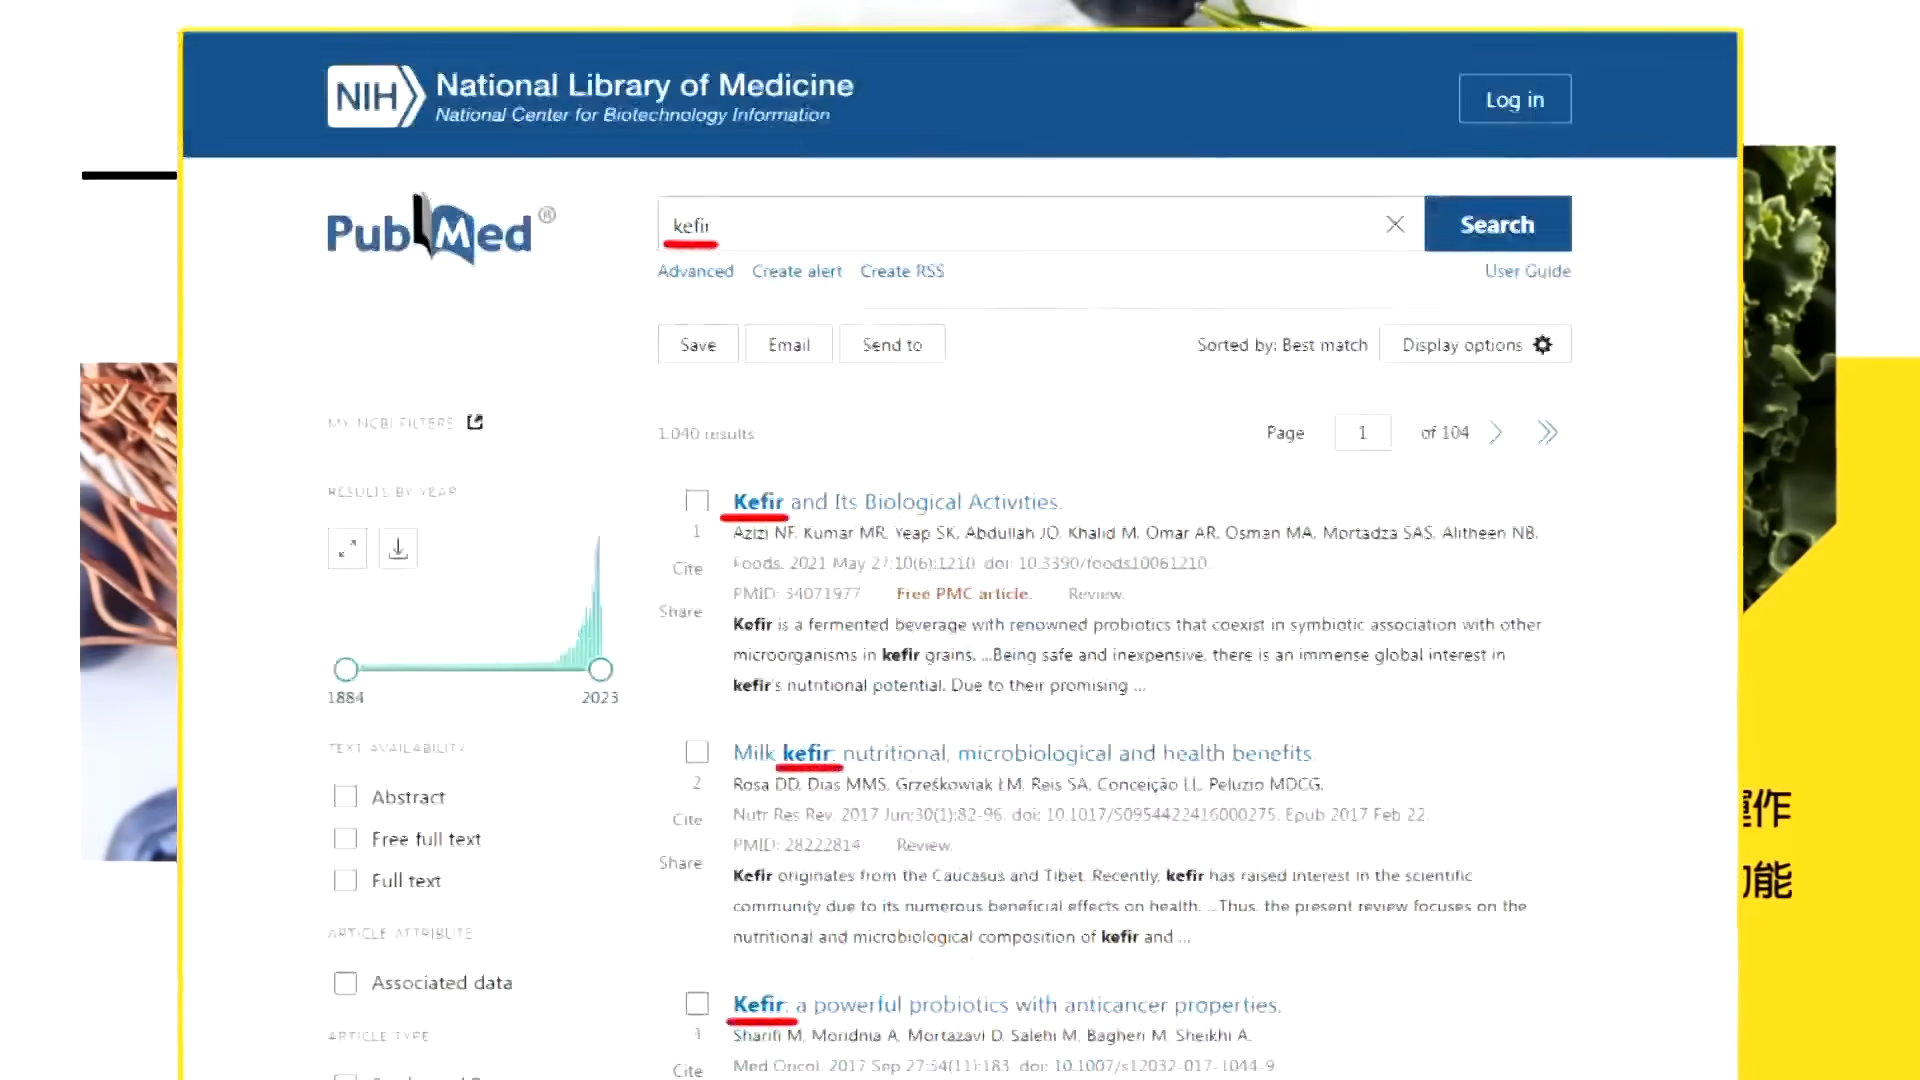 NIH National Library of Medicine
National Center for Biotechnology Information
Log in
PubMed®
kefir
Search
Advanced Create alert Create RSS
User Guide
Save Email Send to
Sorted by: Best match Display options
MY NCBI FILTERS
1,040 results
Page 1 of 104
RESULTS BY YEAR
1884 2023
TEXT AVAILABILITY
Abstract
Free full text
Full text
ARTICLE ATTRIBUTE
Associated data
ARTICLE TYPE
Kefir and Its Biological Activities.
1
Azizi NF, Kumar MR, Yeap SK, Abdullah JO, Khalid M, Omar AR, Osman MA, Mortadza SAS, Alitheen NB.
Cite
Foods. 2021 May 27;10(6):1210. doi: 10.3390/foods10061210.
PMID: 34071977 Free PMC article. Review.
Share
Kefir is a fermented beverage with renowned probiotics that coexist in symbiotic association with other
microorganisms in kefir grains. ...Being safe and inexpensive, there is an immense global interest in
kefir's nutritional potential. Due to their promising ...
Milk kefir: nutritional, microbiological and health benefits.
2
Rosa DD, Dias MMS, Grześkowiak ŁM, Reis SA, Conceição LL, Peluzio MDCG.
Cite
Nutr Res Rev. 2017 Jun;30(1):82-96. doi: 10.1017/S0954422416000275. Epub 2017 Feb 22.
PMID: 28222814 Review.
Share
Kefir originates from the Caucasus and Tibet. Recently, kefir has raised interest in the scientific
community due to its numerous beneficial effects on health. ...Thus, the present review focuses on the
nutritional and microbiological composition of kefir and ...
Kefir: a powerful probiotics with anticancer properties.
Sharifi M, Moridnia A, Mortazavi D, Salehi M, Bagheri M, Sheikhi A.
Cite
Med Oncol. 2017 Sep 27;34(11):183. doi: 10.1007/s12032-017-1044-9.
運作
功能